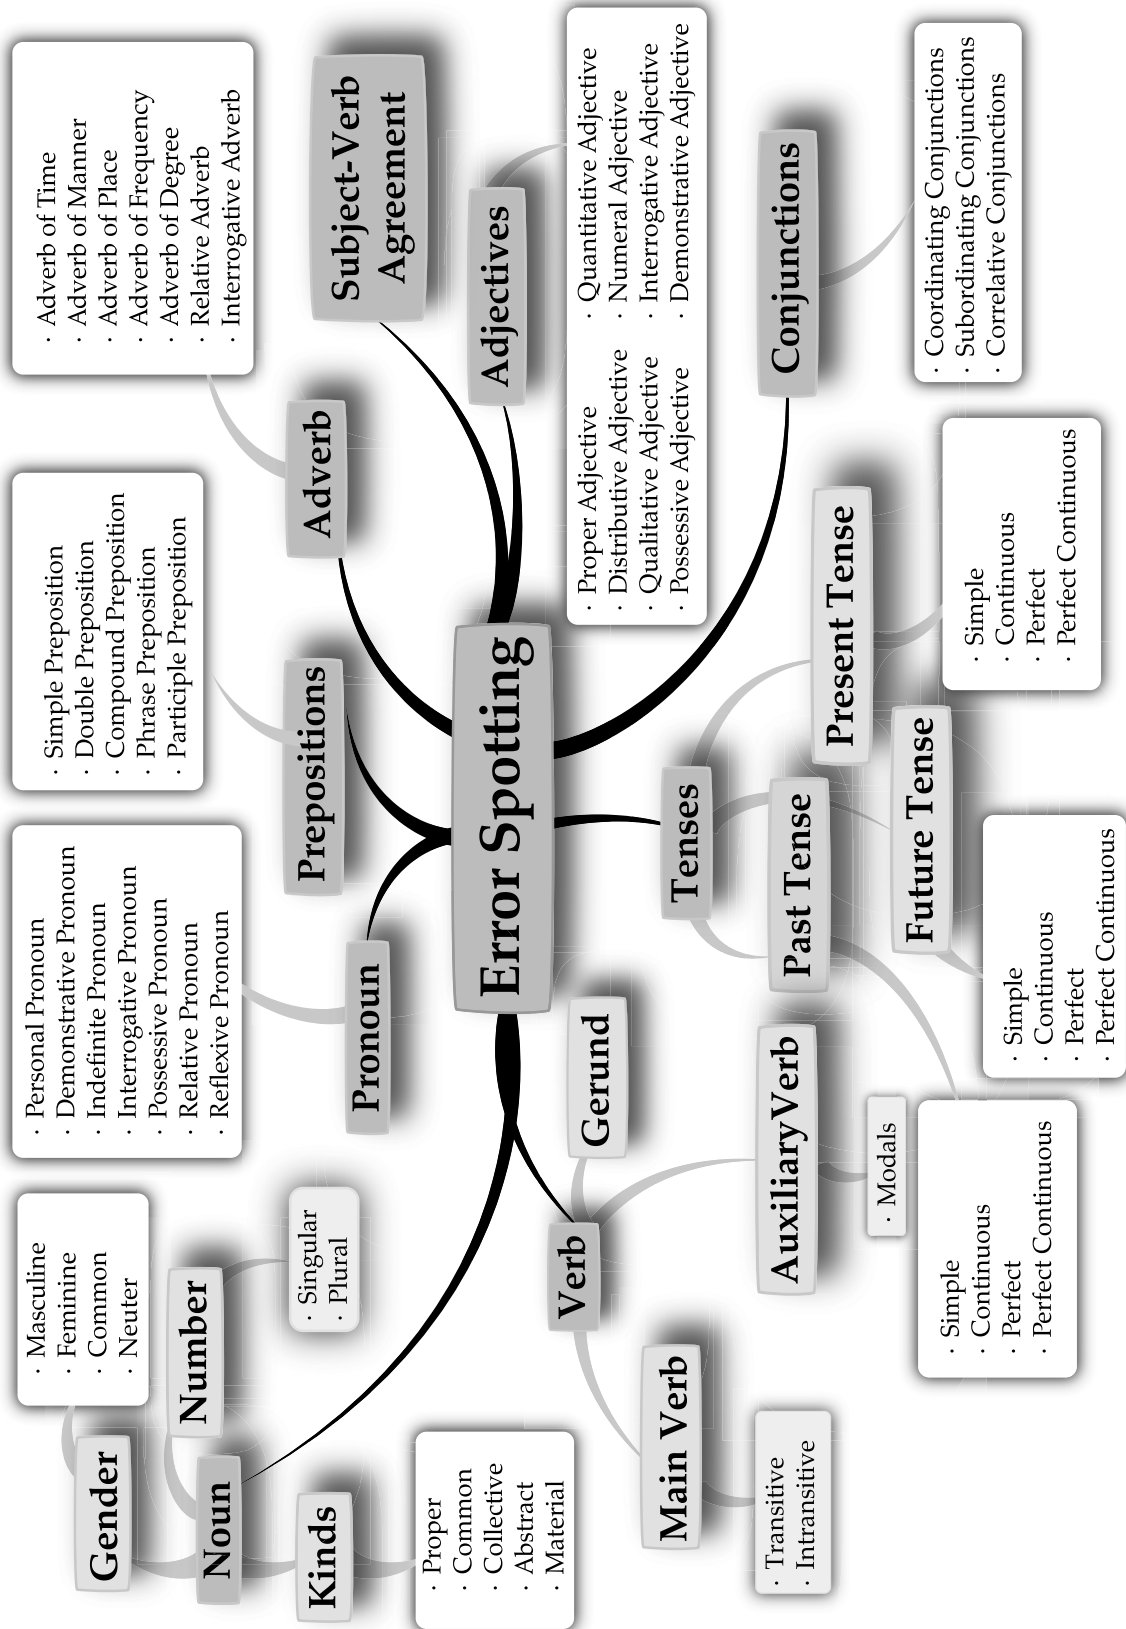 Error Spotting
Noun
Gender
· Masculine
· Feminine
· Common
· Neuter
Number
· Singular
· Plural
Kinds
· Proper
· Common
· Collective
· Abstract
· Material
Pronoun
· Personal Pronoun
· Demonstrative Pronoun
· Indefinite Pronoun
· Interrogative Pronoun
· Possessive Pronoun
· Relative Pronoun
· Reflexive Pronoun
Prepositions
· Simple Preposition
· Double Preposition
· Compound Preposition
· Phrase Preposition
· Participle Preposition
Adverb
· Adverb of Time
· Adverb of Manner
· Adverb of Place
· Adverb of Frequency
· Adverb of Degree
· Relative Adverb
· Interrogative Adverb
Subject-Verb
Agreement
Adjectives
· Proper Adjective
· Distributive Adjective
· Qualitative Adjective
· Possessive Adjective
· Quantitative Adjective
· Numeral Adjective
· Interrogative Adjective
· Demonstrative Adjective
Conjunctions
· Coordinating Conjunctions
· Subordinating Conjunctions
· Correlative Conjunctions
Tenses
Present Tense
· Simple
· Continuous
· Perfect
· Perfect Continuous
Past Tense
· Simple
· Continuous
· Perfect
· Perfect Continuous
Future Tense
· Simple
· Continuous
· Perfect
· Perfect Continuous
Verb
Gerund
AuxiliaryVerb
· Modals
Main Verb
· Transitive
· Intransitive